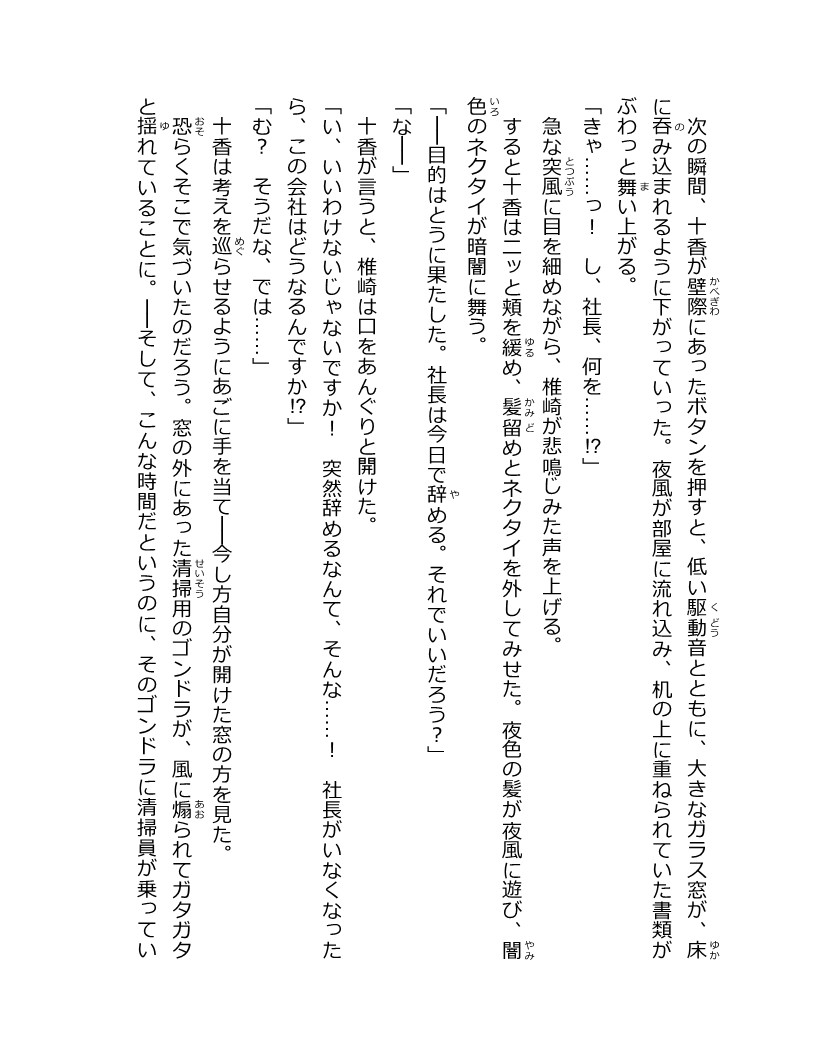 次の瞬間、十香が壁際にあったボタンを押すと、低い駆動音とともに、大きなガラス窓が、床
に呑み込まれるように下がっていった。夜風が部屋に流れ込み、机の上に重ねられていた書類が
ぶわっと舞い上がる。
「きゃ……っ！　し、社長、何を……⁉」
急な突風に目を細めながら、椎崎が悲鳴じみた声を上げる。
すると十香はニッと頬を緩め、髪留めとネクタイを外してみせた。夜色の髪が夜風に遊び、闇
色のネクタイが暗闇に舞う。
「――目的はとうに果たした。社長は今日で辞める。それでいいだろう？」
「な――」
十香が言うと、椎崎は口をあんぐりと開けた。
「い、いいわけないじゃないですか！　突然辞めるなんて、そんな……！　社長がいなくなった
ら、この会社はどうなるんですか⁉」
「む？　そうだな、では……」
十香は考えを巡らせるようにあごに手を当て――今し方自分が開けた窓の方を見た。
恐らくそこで気づいたのだろう。窓の外にあった清掃用のゴンドラが、風に煽られてガタガタ
と揺れていることに。――そして、こんな時間だというのに、そのゴンドラに清掃員が乗ってい